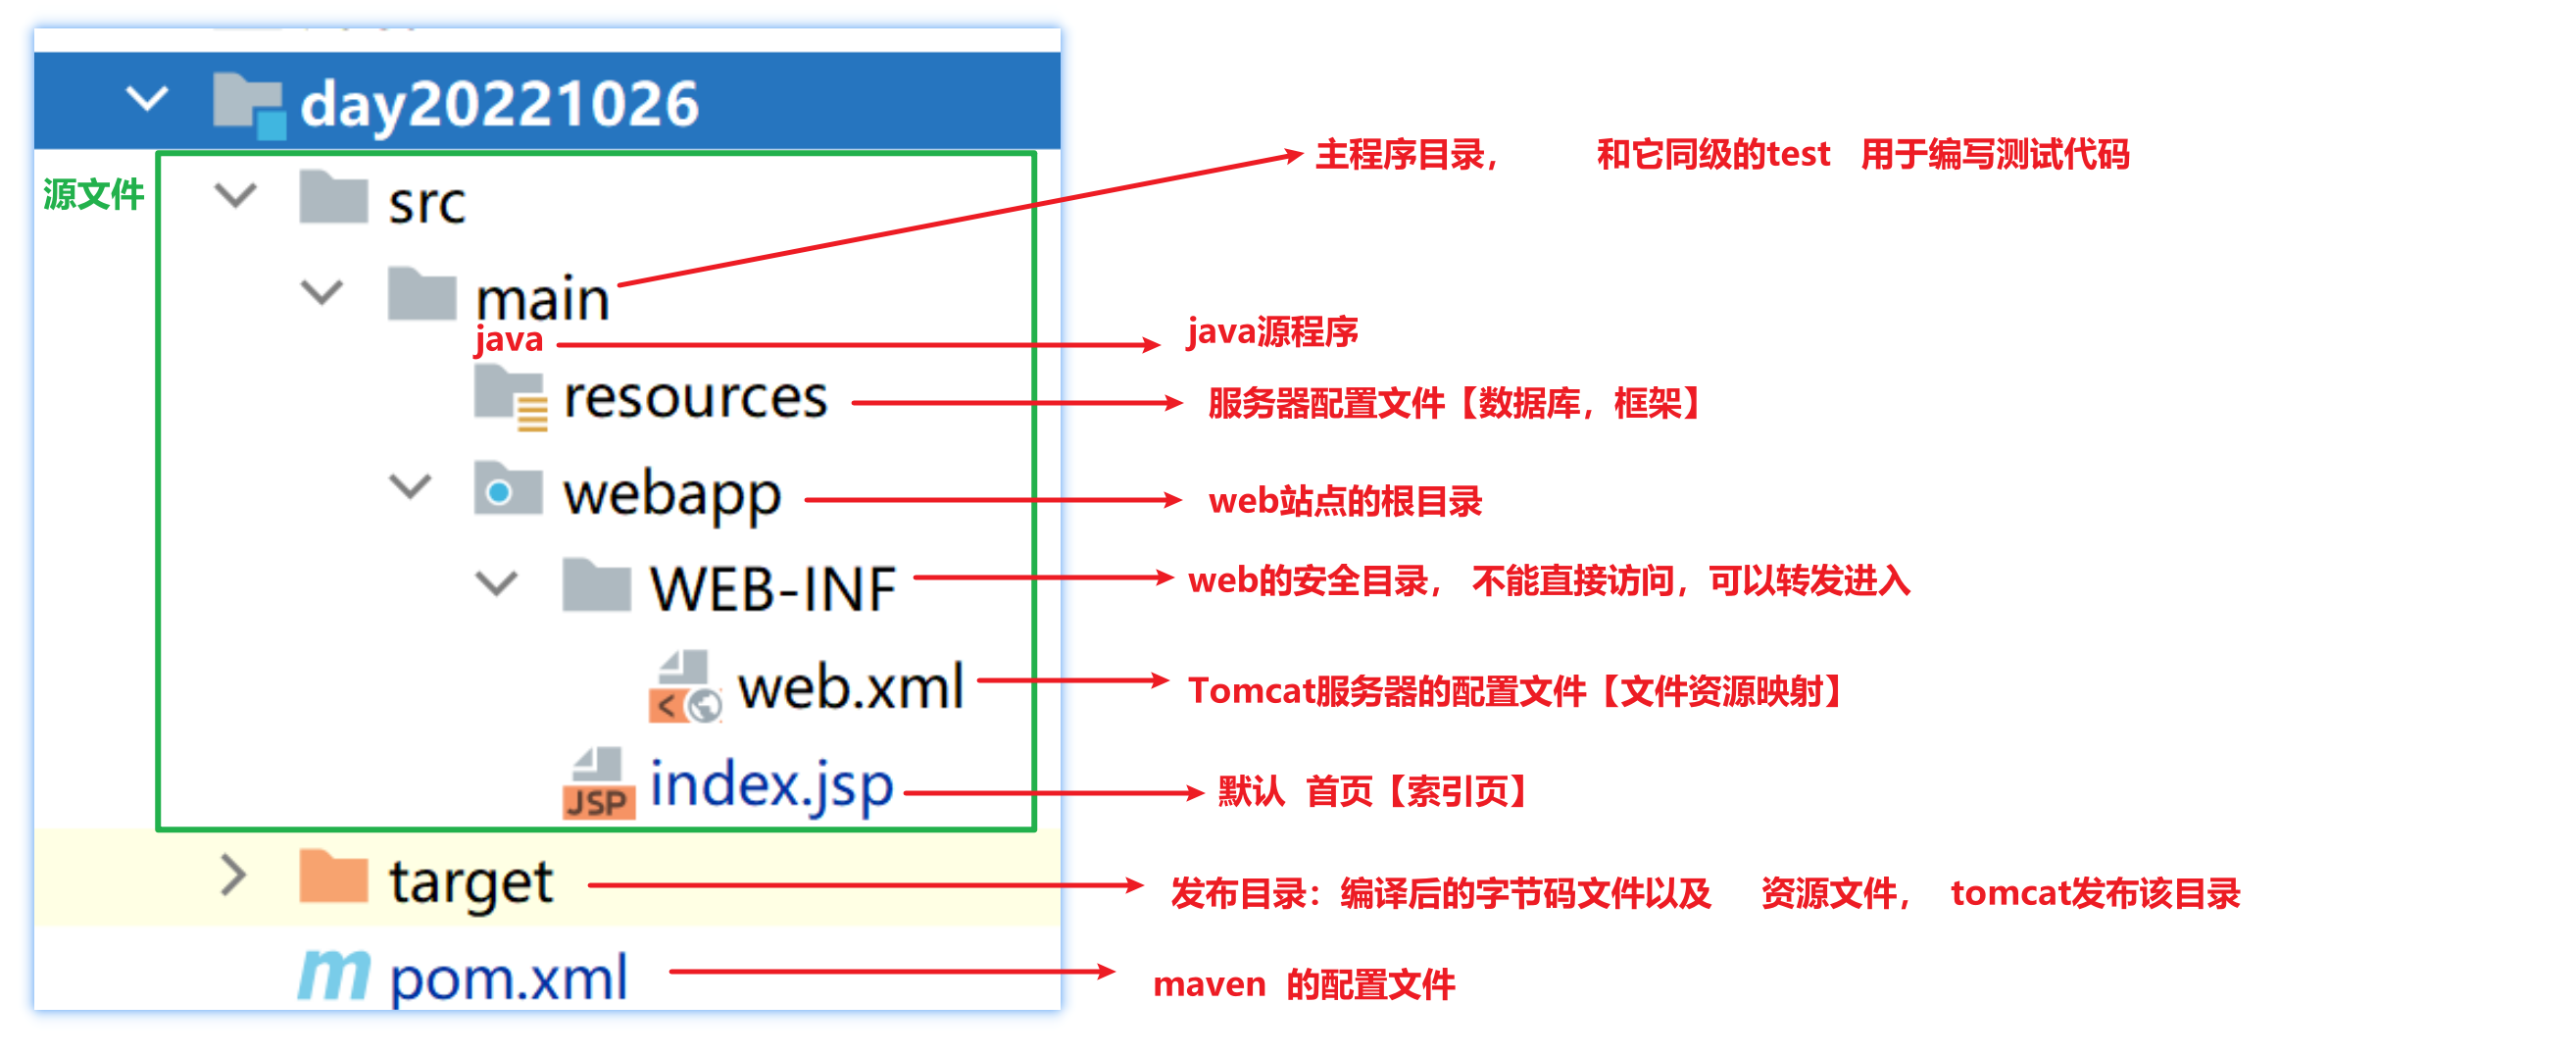 day20221026
源文件
src
主程序目录， 和它同级的test 用于编写测试代码
main
java
java源程序
resources
服务器配置文件【数据库，框架】
webapp
web站点的根目录
WEB-INF
web的安全目录， 不能直接访问，可以转发进入
web.xml
Tomcat服务器的配置文件【文件资源映射】
JSP
index.jsp
默认 首页【索引页】
target
发布目录：编译后的字节码文件以及 资源文件， tomcat发布该目录
m
pom.xml
maven 的配置文件